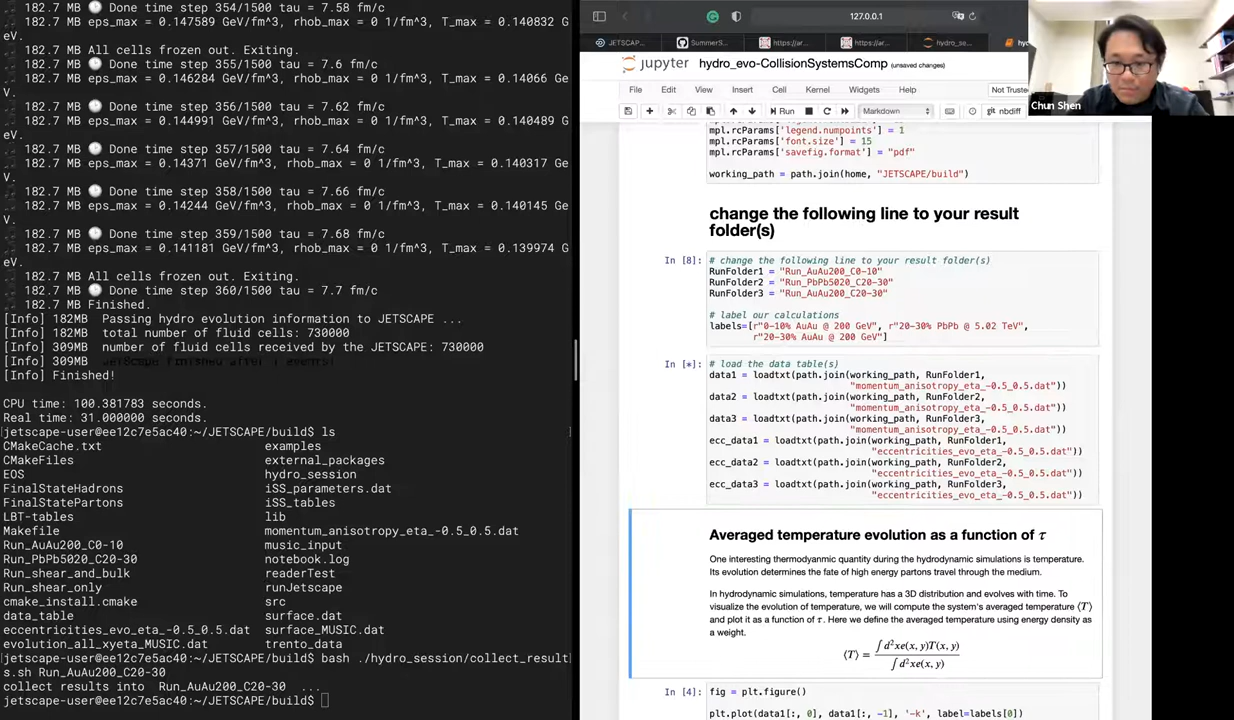 182.7 MB 🕒 Done time step 354/1500 tau = 7.58 fm/c
182.7 MB eps_max = 0.147589 GeV/fm^3, rhob_max = 0 1/fm^3, T_max = 0.140832 G
eV.
182.7 MB All cells frozen out. Exiting.
182.7 MB 🕒 Done time step 355/1500 tau = 7.6 fm/c
182.7 MB eps_max = 0.146284 GeV/fm^3, rhob_max = 0 1/fm^3, T_max = 0.14066 Ge
V.
182.7 MB 🕒 Done time step 356/1500 tau = 7.62 fm/c
182.7 MB eps_max = 0.144991 GeV/fm^3, rhob_max = 0 1/fm^3, T_max = 0.140489 G
eV.
182.7 MB 🕒 Done time step 357/1500 tau = 7.64 fm/c
182.7 MB eps_max = 0.14371 GeV/fm^3, rhob_max = 0 1/fm^3, T_max = 0.140317 Ge
V.
182.7 MB 🕒 Done time step 358/1500 tau = 7.66 fm/c
182.7 MB eps_max = 0.14244 GeV/fm^3, rhob_max = 0 1/fm^3, T_max = 0.140145 Ge
V.
182.7 MB 🕒 Done time step 359/1500 tau = 7.68 fm/c
182.7 MB eps_max = 0.141181 GeV/fm^3, rhob_max = 0 1/fm^3, T_max = 0.139974 G
eV.
182.7 MB All cells frozen out. Exiting.
182.7 MB 🕒 Done time step 360/1500 tau = 7.7 fm/c
182.7 MB Finished.
[Info] 182MB Passing hydro evolution information to JETSCAPE ...
[Info] 182MB total number of fluid cells: 730000
[Info] 309MB number of fluid cells received by the JETSCAPE: 730000
[Info] 309MB JetScape finished after 1 events!
[Info] Finished!
CPU time: 100.381783 seconds.
Real time: 31.000000 seconds.
jetscape-user@ee12c7e5ac40:~/JETSCAPE/build$ ls
CMakeCache.txt examples
CMakeFiles external_packages
EOS hydro_session
FinalStateHadrons iSS_parameters.dat
FinalStatePartons iSS_tables
LBT-tables lib
Makefile momentum_anisotropy_eta_-0.5_0.5.dat
Run_AuAu200_C0-10 music_input
Run_PbPb5020_C20-30 notebook.log
Run_shear_and_bulk readerTest
Run_shear_only runJetscape
cmake_install.cmake src
data_table surface.dat
eccentricities_evo_eta_-0.5_0.5.dat surface_MUSIC.dat
evolution_all_xyeta_MUSIC.dat trento_data
jetscape-user@ee12c7e5ac40:~/JETSCAPE/build$ bash ./hydro_session/collect_result
s.sh Run_AuAu200_C20-30
collect results into Run_AuAu200_C20-30 ...
jetscape-user@ee12c7e5ac40:~/JETSCAPE/build$
127.0.0.1
JETSCAP... SummerS... https://ar... https://ar... hydro_se... hyd
jupyter hydro_evo-CollisionSystemsComp (unsaved changes)
File Edit View Insert Cell Kernel Widgets Help Not Trusted
Run Markdown nbdiff
mpl.rcParams['legend.numpoints'] = 1
mpl.rcParams['font.size'] = 15
mpl.rcParams['savefig.format'] = "pdf"
working_path = path.join(home, "JETSCAPE/build")
change the following line to your result
folder(s)
In [8]: # change the following line to your result folder(s)
RunFolder1 = "Run_AuAu200_C0-10"
RunFolder2 = "Run_PbPb5020_C20-30"
RunFolder3 = "Run_AuAu200_C20-30"
# label our calculations
labels=[r"0-10% AuAu @ 200 GeV", r"20-30% PbPb @ 5.02 TeV",
r"20-30% AuAu @ 200 GeV"]
In [*]: # load the data table(s)
data1 = loadtxt(path.join(working_path, RunFolder1,
"momentum_anisotropy_eta_-0.5_0.5.dat"))
data2 = loadtxt(path.join(working_path, RunFolder2,
"momentum_anisotropy_eta_-0.5_0.5.dat"))
data3 = loadtxt(path.join(working_path, RunFolder3,
"momentum_anisotropy_eta_-0.5_0.5.dat"))
ecc_data1 = loadtxt(path.join(working_path, RunFolder1,
"eccentricities_evo_eta_-0.5_0.5.dat"))
ecc_data2 = loadtxt(path.join(working_path, RunFolder2,
"eccentricities_evo_eta_-0.5_0.5.dat"))
ecc_data3 = loadtxt(path.join(working_path, RunFolder3,
"eccentricities_evo_eta_-0.5_0.5.dat"))
Averaged temperature evolution as a function of τ
One interesting thermodyanmic quantity during the hydrodynamic simulations is temperature.
Its evolution determines the fate of high energy partons travel through the medium.
In hydrodynamic simulations, temperature has a 3D distribution and evolves with time. To
visualize the evolution of temperature, we will compute the system's averaged temperature ⟨T⟩
and plot it as a function of τ. Here we define the averaged temperature using energy density as
a weight.
⟨T⟩ = ∫ d²xe(x, y)T(x, y) / ∫ d²xe(x, y)
In [4]: fig = plt.figure()
plt.plot(data1[:, 0], data1[:, -1], '-k', label=labels[0])
Chun Shen